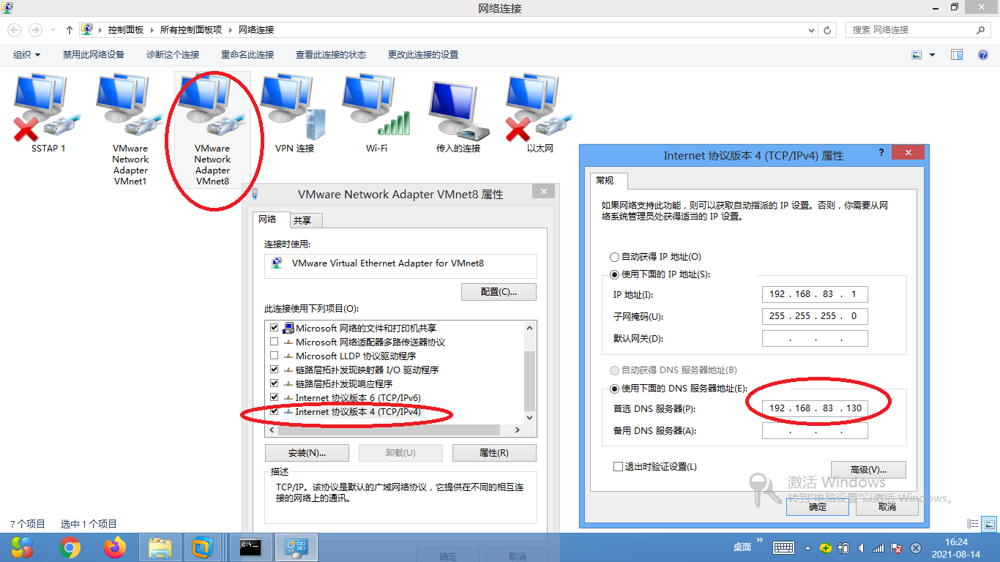 网络连接
控制面板 ▸ 所有控制面板项 ▸ 网络连接
搜索 网络连接
组织 禁用此网络设备 诊断这个连接 重命名此连接 查看此连接的状态 更改此连接的设置
SSTAP 1
VMware Network Adapter VMnet1
VMware Network Adapter VMnet8
VPN 连接
Wi-Fi
传入的连接
以太网
VMware Network Adapter VMnet8 属性
网络 共享
连接时使用:
VMware Virtual Ethernet Adapter for VMnet8
配置(C)...
此连接使用下列项目(O):
Microsoft 网络的文件和打印机共享
Microsoft 网络适配器多路传送器协议
Microsoft LLDP 协议驱动程序
链路层拓扑发现映射器 I/O 驱动程序
链路层拓扑发现响应程序
Internet 协议版本 6 (TCP/IPv6)
Internet 协议版本 4 (TCP/IPv4)
安装(N)... 卸载(U) 属性(R)
描述
TCP/IP。该协议是默认的广域网络协议，它提供在不同的相互连
接的网络上的通讯。
确定 取消
Internet 协议版本 4 (TCP/IPv4) 属性
常规
如果网络支持此功能，则可以获取自动指派的 IP 设置。否则，你需要从网
络系统管理员处获得适当的 IP 设置。
自动获得 IP 地址(O)
使用下面的 IP 地址(S):
IP 地址(I): 192 . 168 . 83 . 1
子网掩码(U): 255 . 255 . 255 . 0
默认网关(D): . . .
自动获得 DNS 服务器地址(B)
使用下面的 DNS 服务器地址(E):
首选 DNS 服务器(P): 192 . 168 . 83 . 130
备用 DNS 服务器(A): . . .
退出时验证设置(L)
高级(V)...
激活 Windows
转到"电脑设置"以激活 Windows。
确定 取消
7 个项目 选中 1 个项目
桌面
16:24
2021-08-14